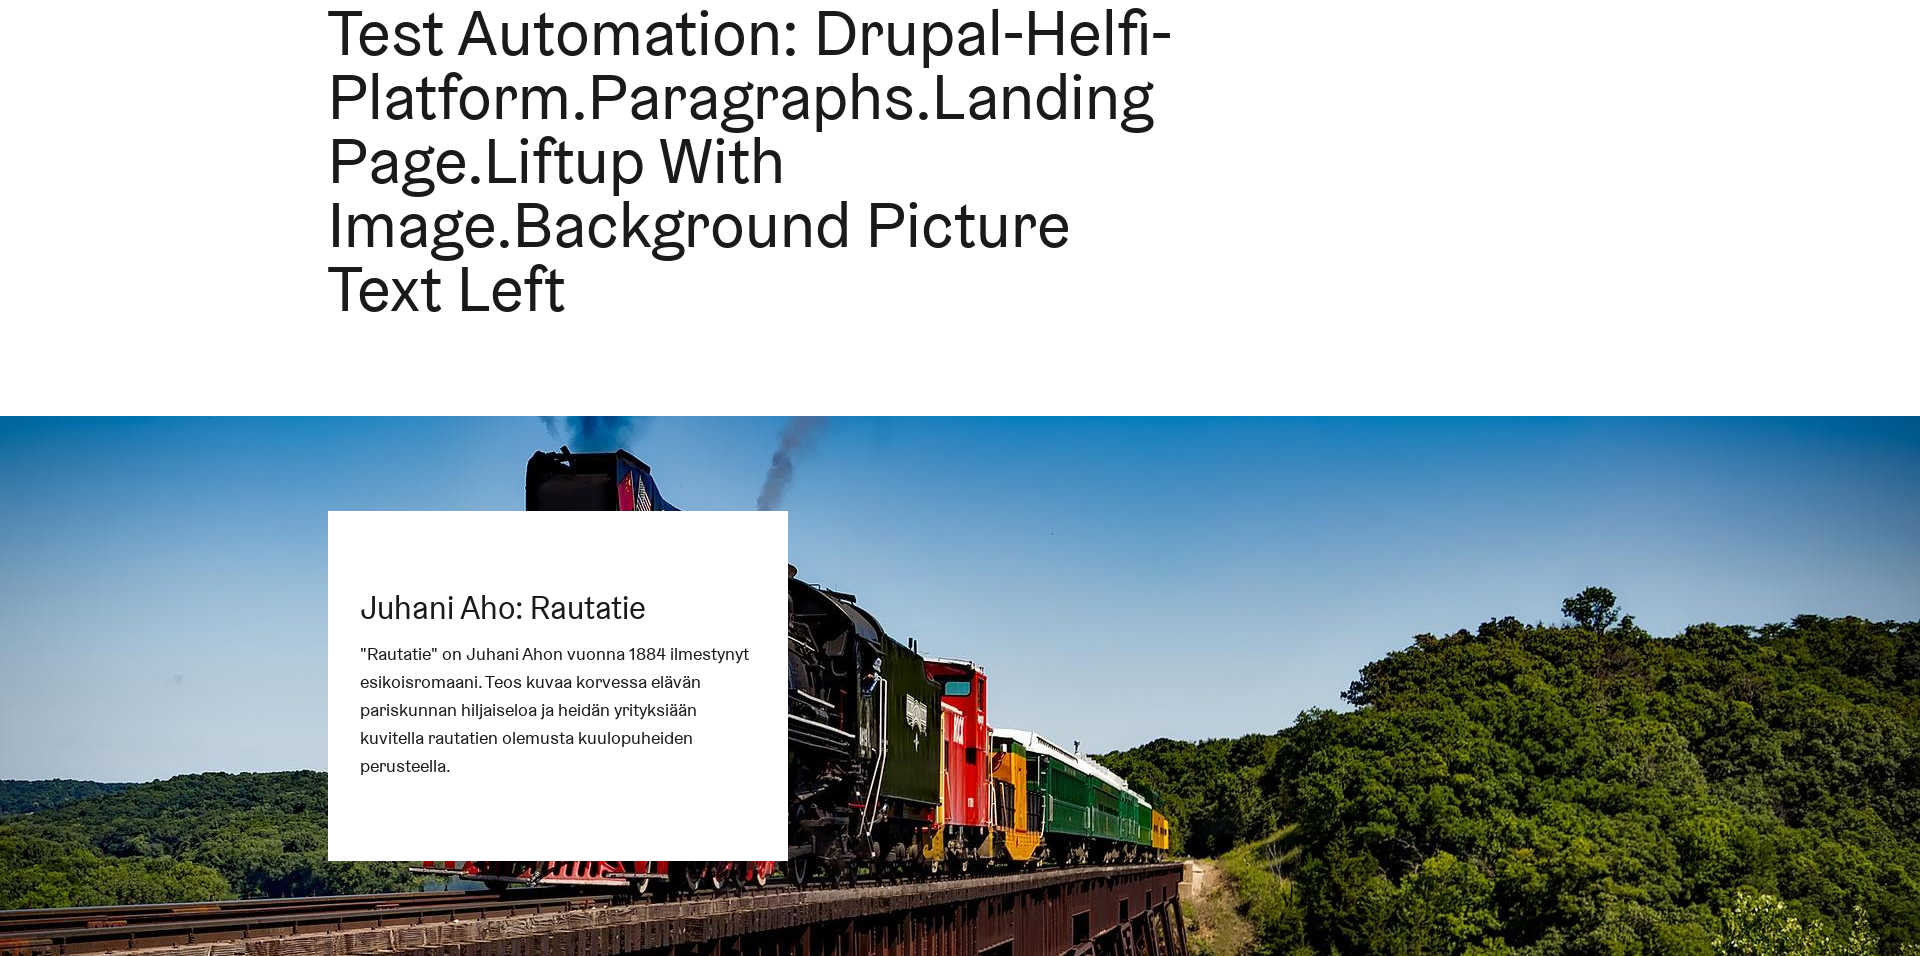 Test Automation: Drupal-Helfi-
Platform.Paragraphs.Landing
Page.Liftup With
Image.Background Picture
Text Left
Juhani Aho: Rautatie
"Rautatie" on Juhani Ahon vuonna 1884 ilmestynyt
esikoisromaani. Teos kuvaa korvessa elävän
pariskunnan hiljaiseloa ja heidän yrityksiään
kuvitella rautatien olemusta kuulopuheiden
perusteella.